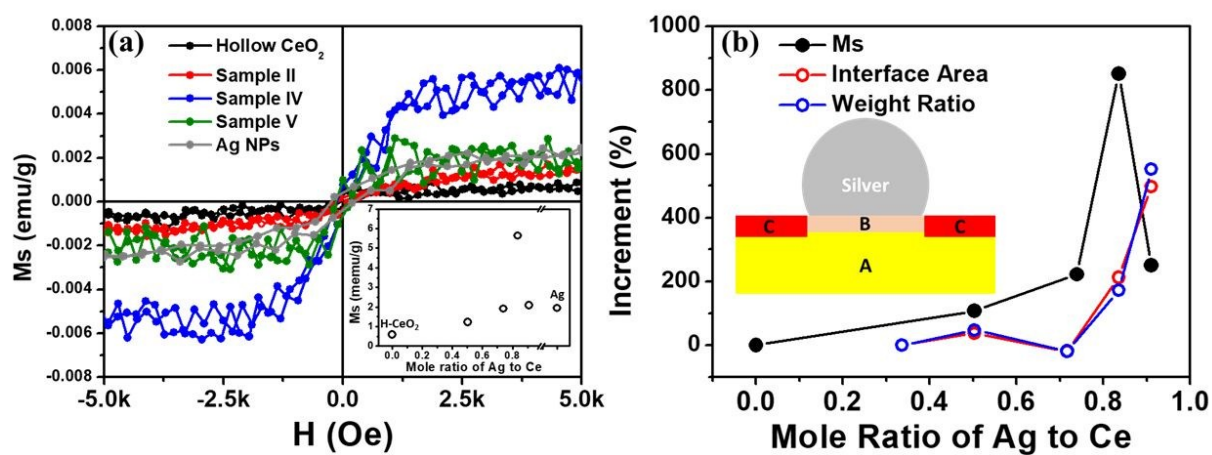 (a)
Hollow CeO₂
Sample II
Sample IV
Sample V
Ag NPs
Ms (emu/g)
0.008
0.006
0.004
0.002
0.000
-0.002
-0.004
-0.006
-0.008
-5.0k -2.5k 0.0 2.5k 5.0k
H (Oe)
Ms (memu/g)
7
6
5
4
3
2
1
0
H-CeO₂
Ag
0.0 0.2 0.4 0.6 0.8
Mole ratio of Ag to Ce
(b)
Ms
Interface Area
Weight Ratio
Increment (%)
1000
800
600
400
200
0
Silver
C B C
A
0.0 0.2 0.4 0.6 0.8 1.0
Mole Ratio of Ag to Ce